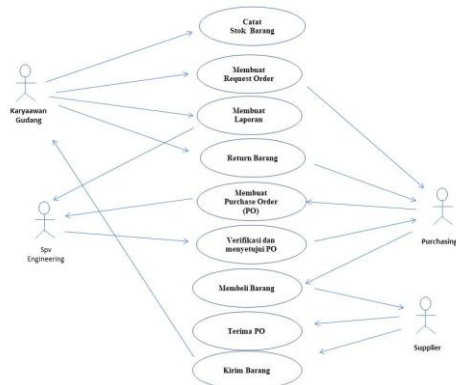 Catat
Stok Barang
Membuat
Request Order
Karyaawan
Gudang
Membuat
Laporan
Return Barang
Membuat
Purchase Order
(PO)
Spv
Engineering
Purchasing
Verifikasi dan
menyetujui PO
Membeli Barang
Terima PO
Supplier
Kirim Barang